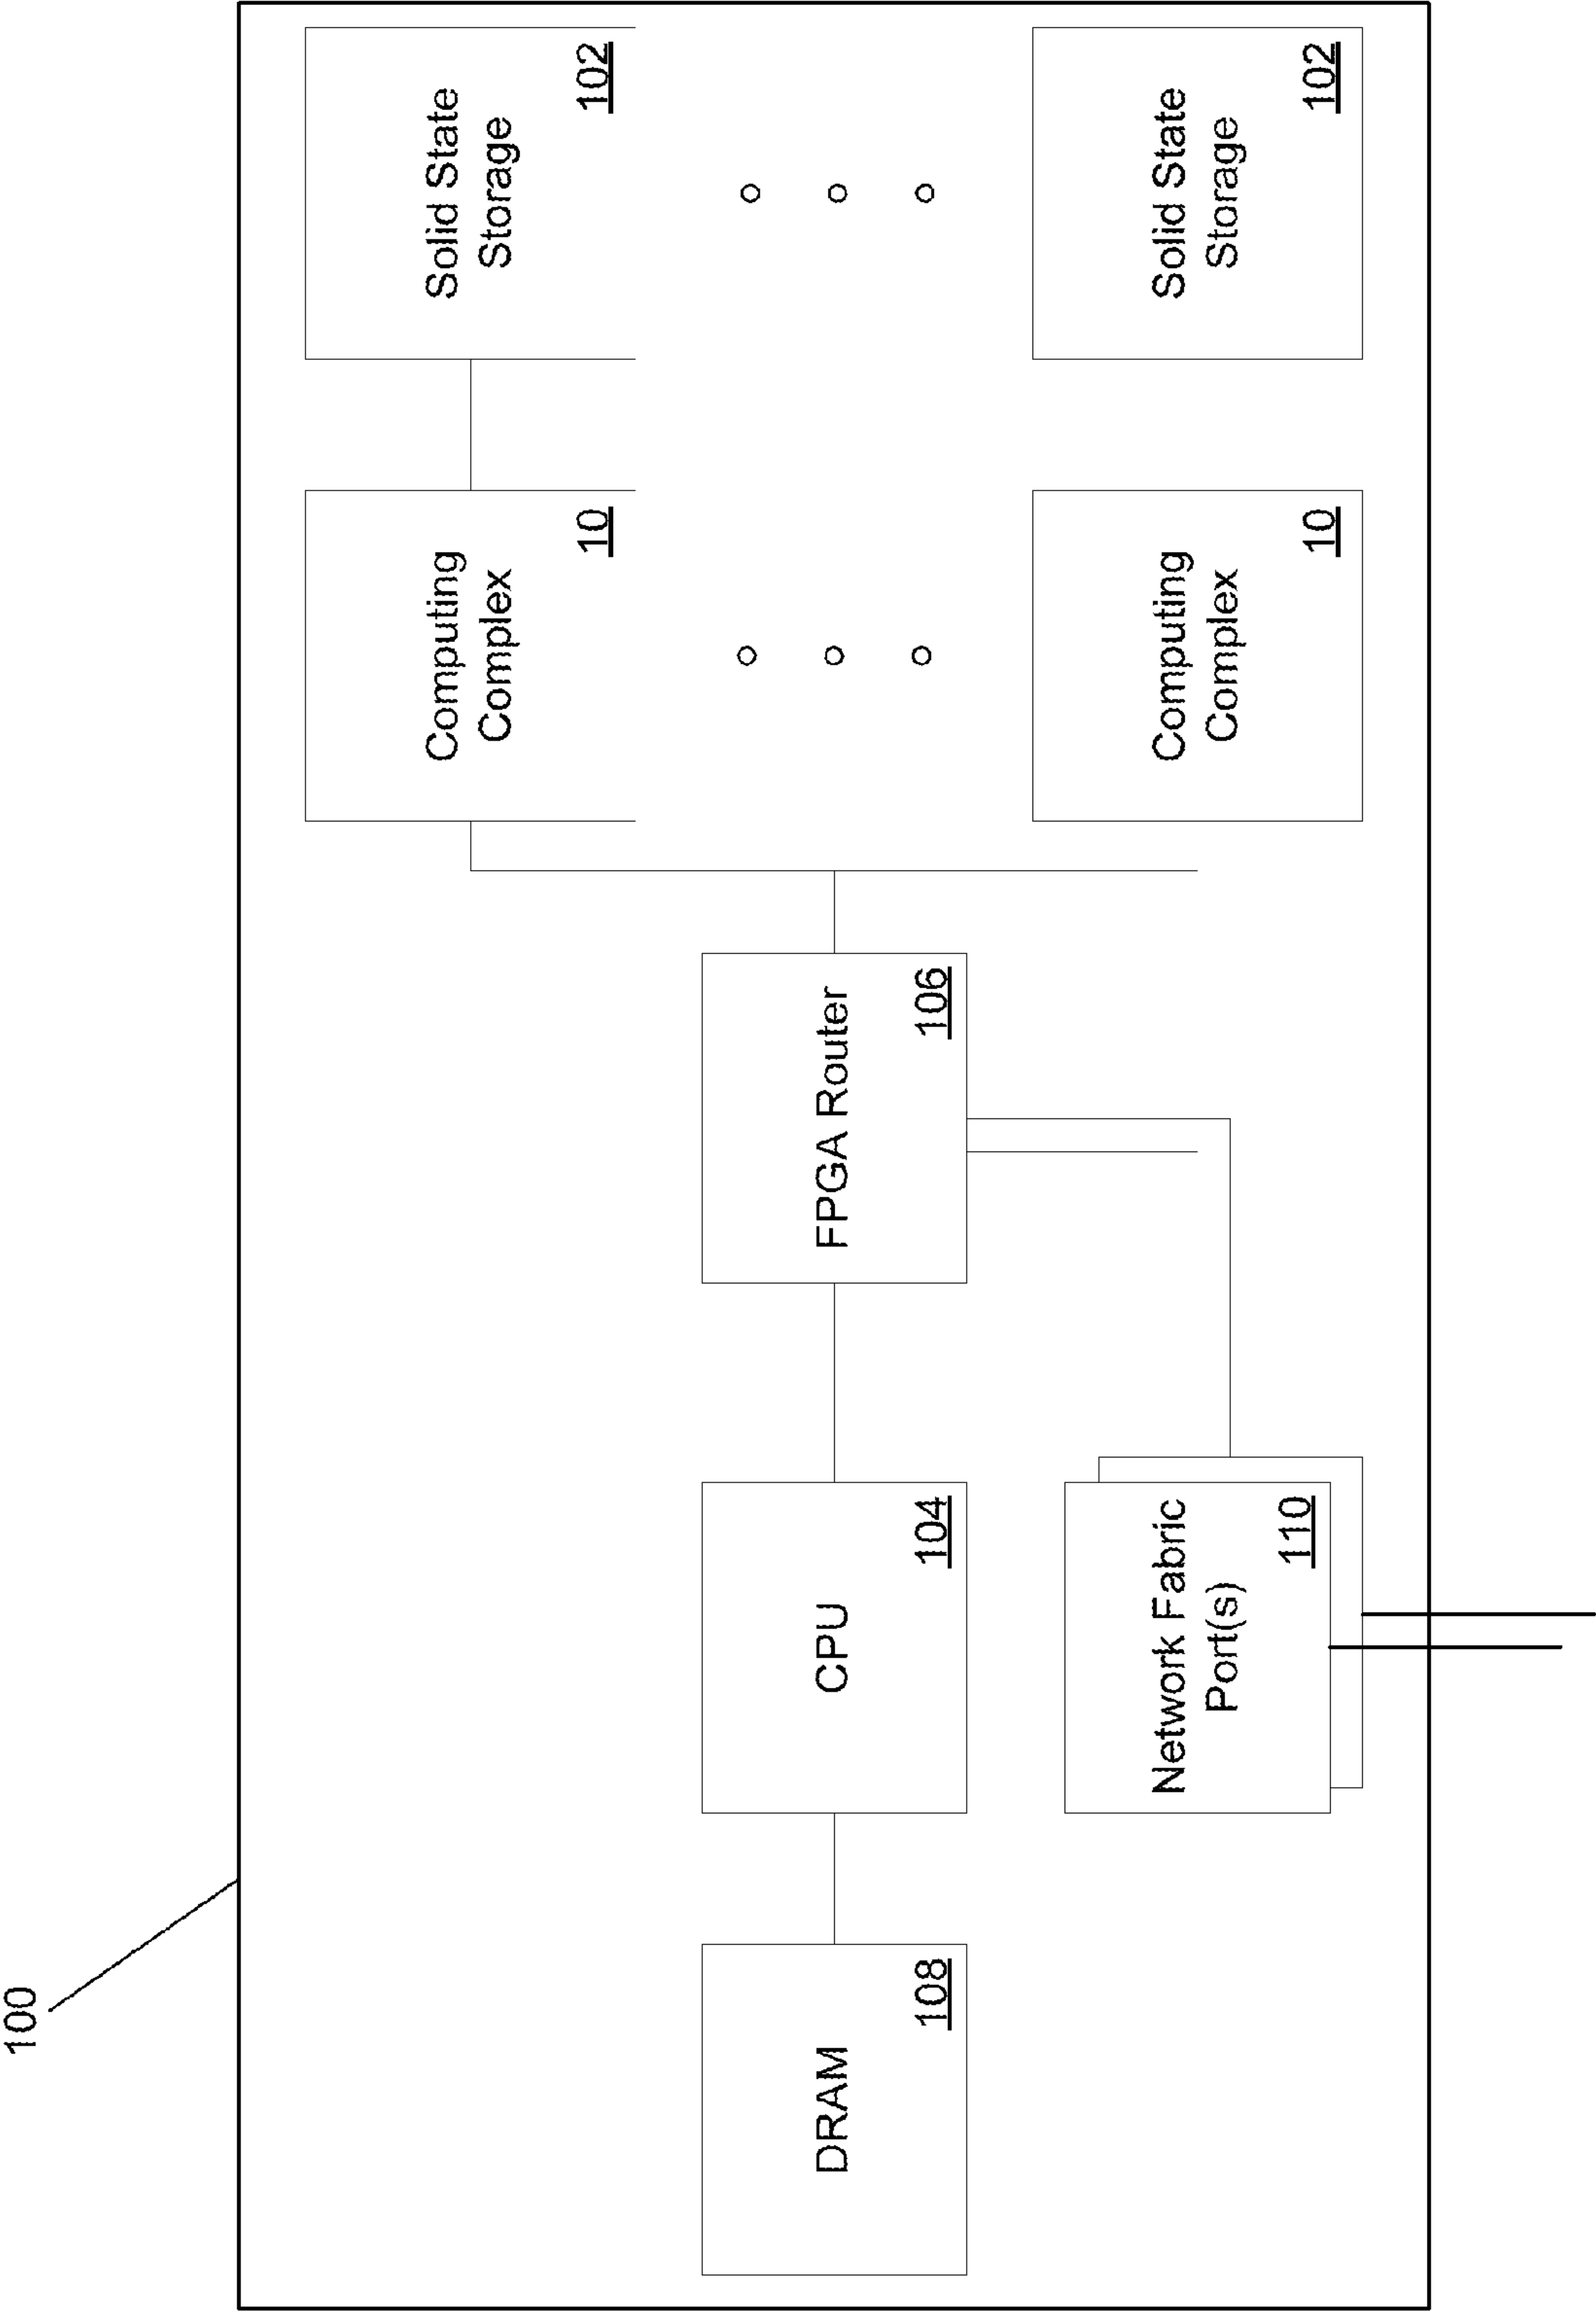 100
DRAM
108
CPU
104
Network Fabric
Port(s)
110
FPGA Router
106
Computing
Complex
10
Computing
Complex
10
Solid State
Storage
102
Solid State
Storage
102